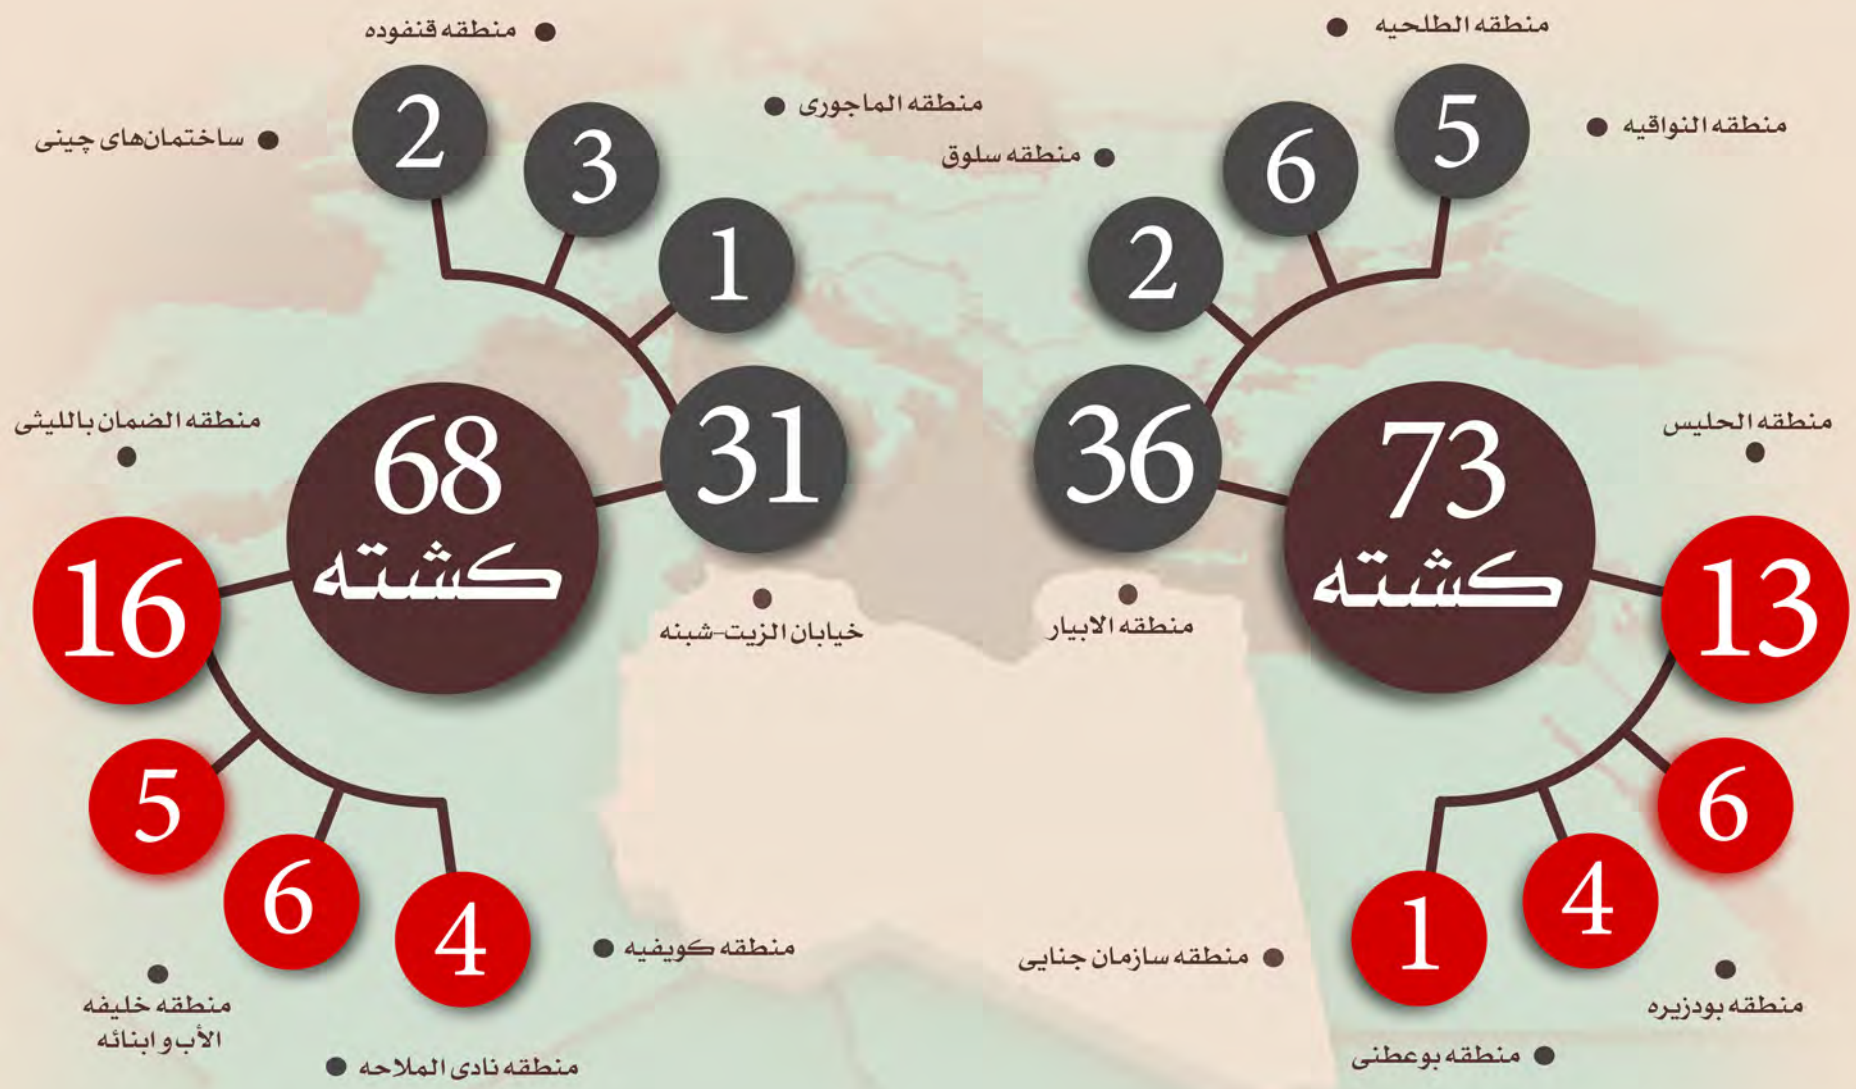 منطقه الطلحیه
منطقه قنفوده
منطقه النواقیه
5
6
2
36
منطقه سلوق
منطقه الماجوری
2
3
1
31
ساختمان‌های چینی
منطقه الحلیس
73
کشته
منطقه الابیار
68
کشته
خیابان الزیت-شبنه
منطقه الضمان باللیثی
13
6
4
1
16
5
6
4
منطقه بودزیره
منطقه بوعطنی
منطقه سازمان جنایی
منطقه کویفیه
منطقه نادی الملاحه
منطقه خلیفه
الأب و ابنائه